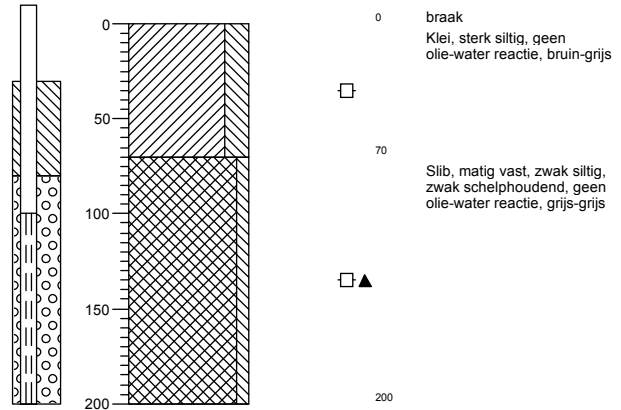 0
50
100
150
200
0
braak
Klei, sterk siltig, geen
olie-water reactie, bruin-grijs
70
Slib, matig vast, zwak siltig,
zwak schelphoudend, geen
olie-water reactie, grijs-grijs
200